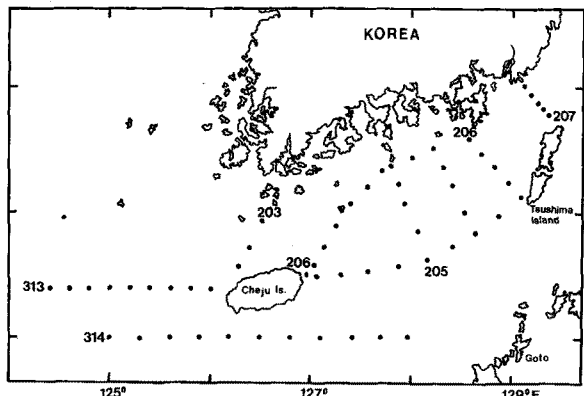 KOREA
207
206
Tsushima
Island
203
206
205
313
Cheju Is.
314
Goto
125°
127°
129°E